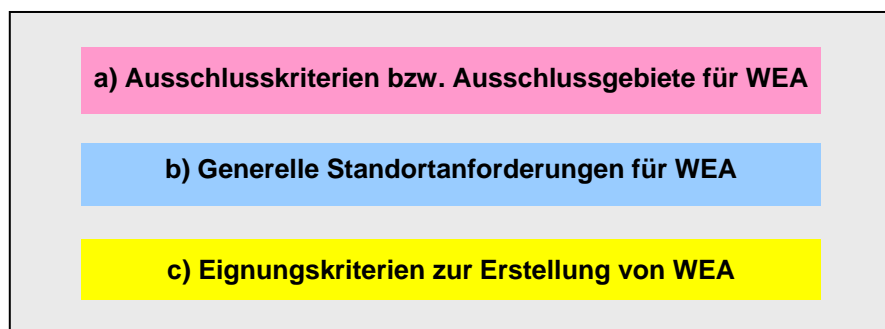 a) Ausschlusskriterien bzw. Ausschlussgebiete für WEA
b) Generelle Standortanforderungen für WEA
c) Eignungskriterien zur Erstellung von WEA